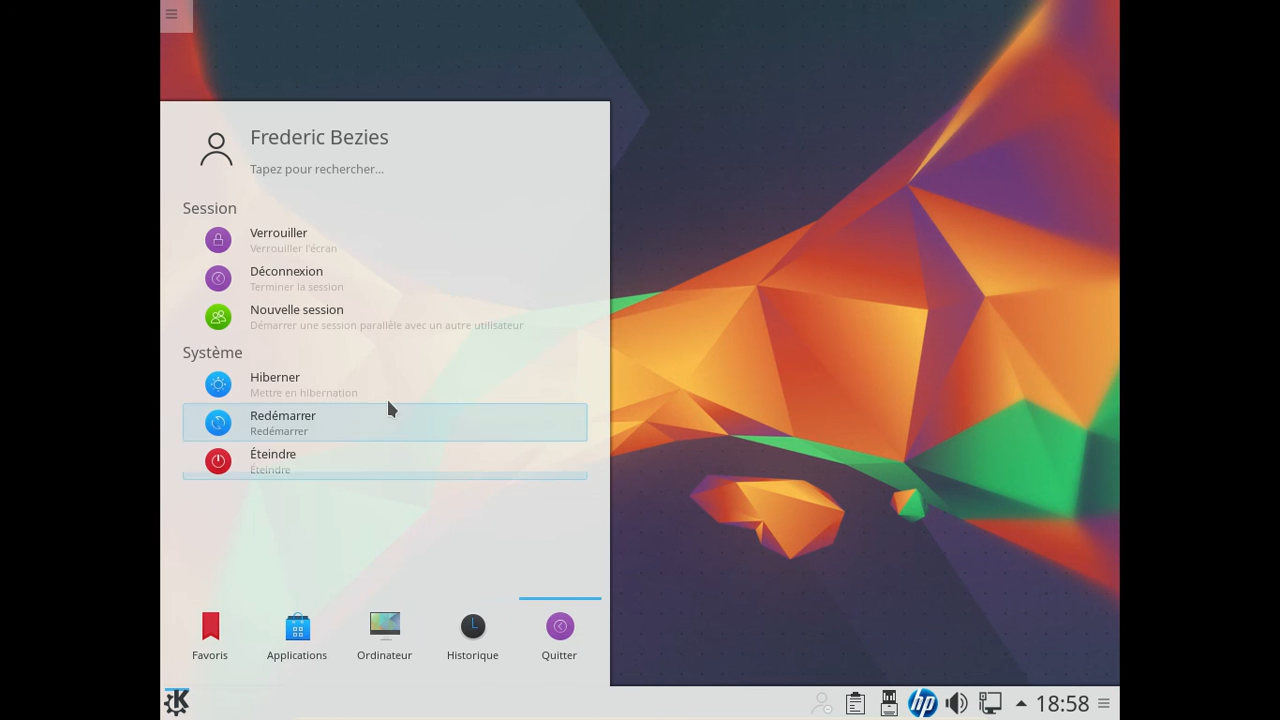 Frederic Bezies
Tapez pour rechercher...
Session
Verrouiller
Verrouiller l'écran
Déconnexion
Terminer la session
Nouvelle session
Démarrer une session parallèle avec un autre utilisateur
Système
Hiberner
Mettre en hibernation
Redémarrer
Redémarrer
Éteindre
Éteindre
Favoris
Applications
Ordinateur
Historique
Quitter
hp
18:58